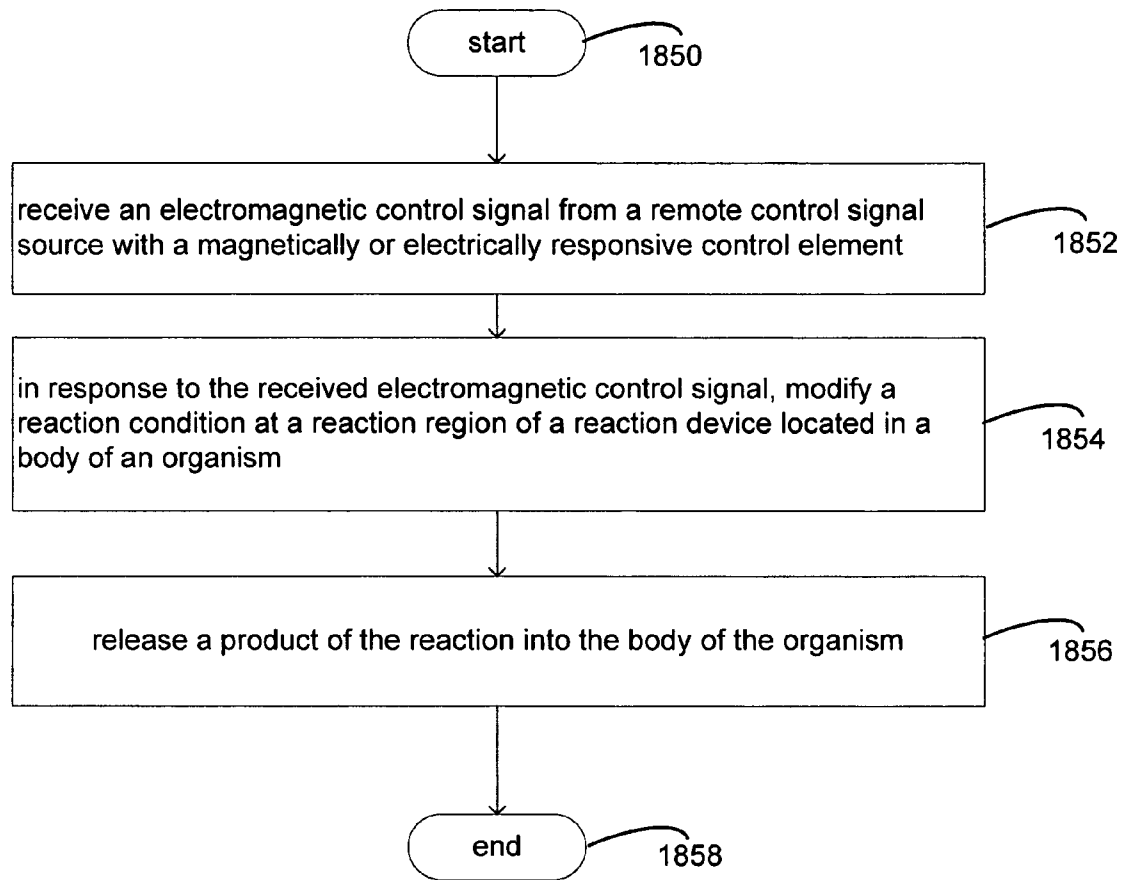 start
1850
receive an electromagnetic control signal from a remote control signal
source with a magnetically or electrically responsive control element
1852
in response to the received electromagnetic control signal, modify a
reaction condition at a reaction region of a reaction device located in a
body of an organism
1854
release a product of the reaction into the body of the organism
1856
end
1858